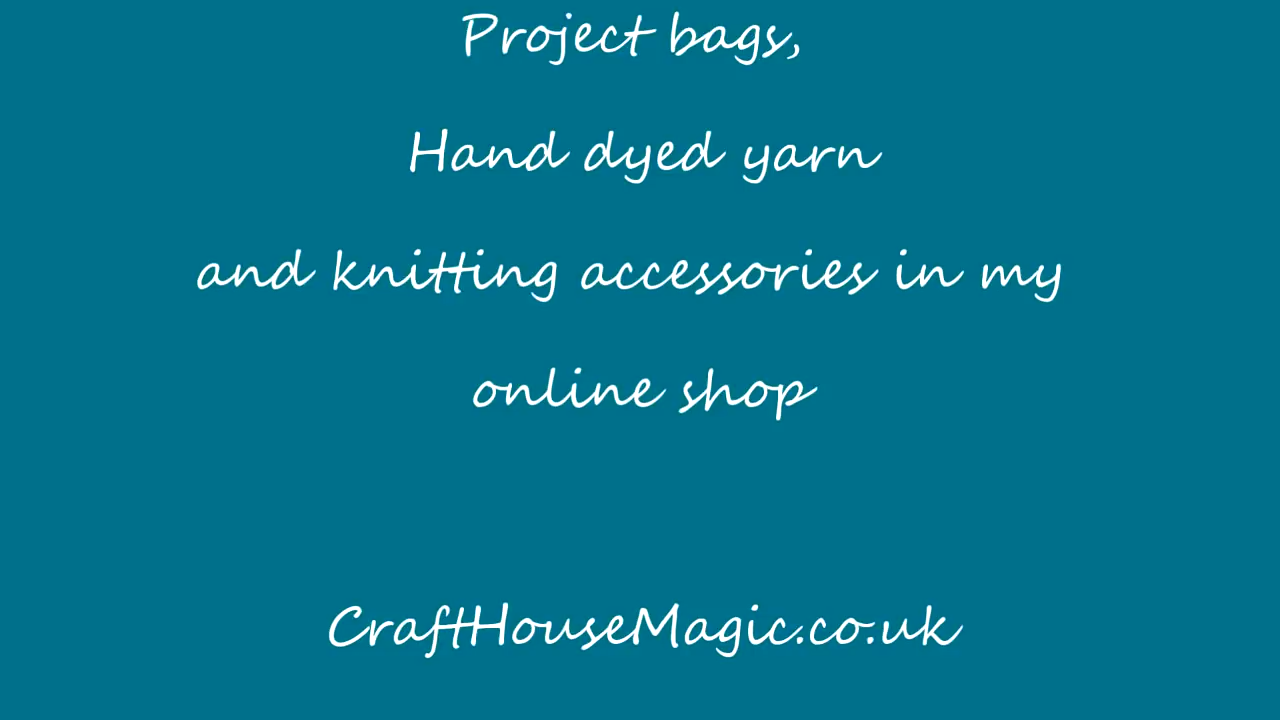 Project bags,
Hand dyed yarn
and knitting accessories in my
online shop
CraftHouseMagic.co.uk